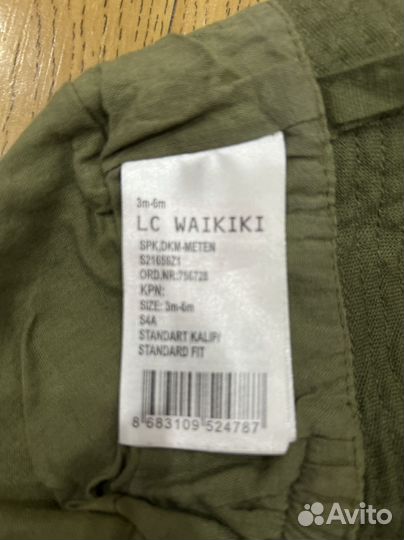 3m-6m
LC WAIKIKI
SPK,DKM-METEN
S21656Z1
ORD.NR:756728
KPN:
SIZE: 3m-6m
S4A
STANDART KALIP/
STANDARD FIT
8 683109 524787
Avito